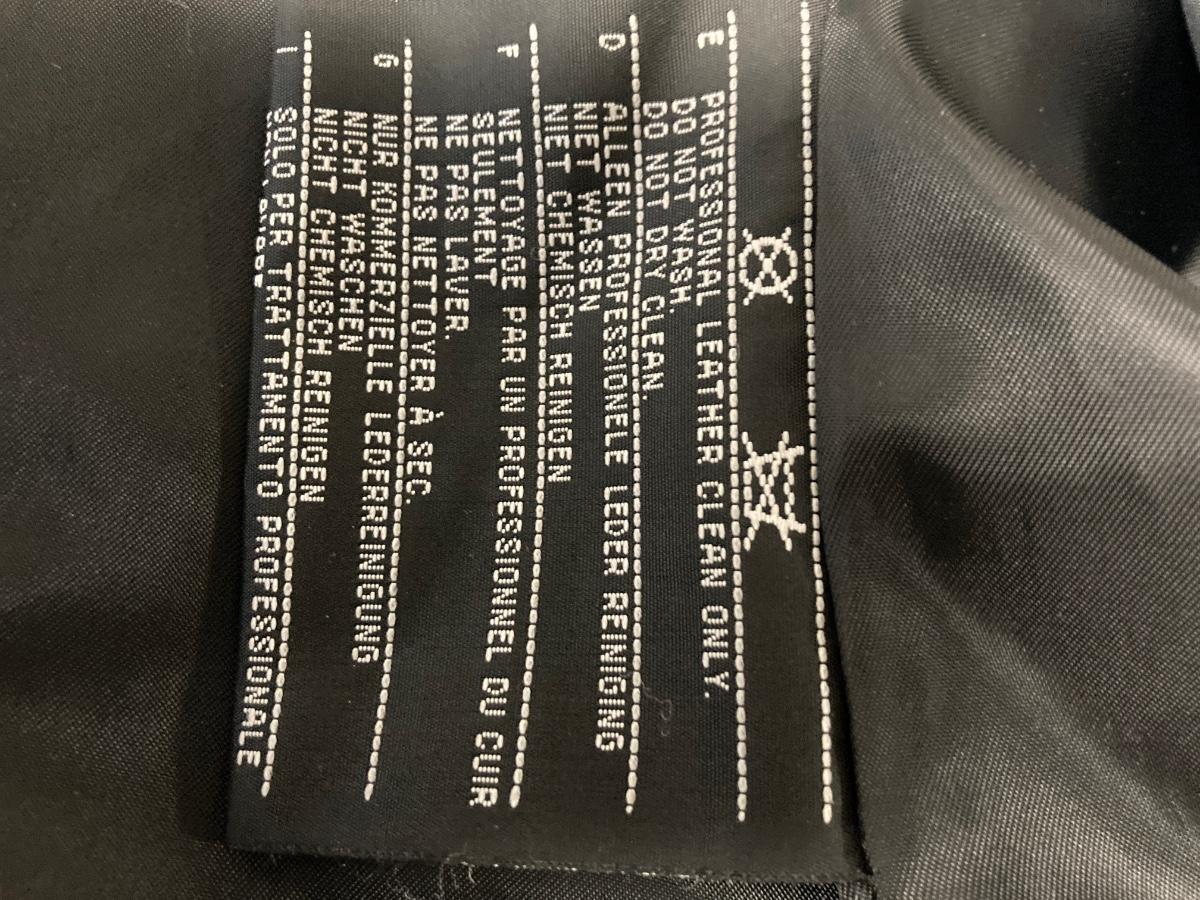 E PROFESSIONAL LEATHER CLEAN ONLY.
DO NOT WASH.
DO NOT DRY CLEAN.
D ALLEEN PROFESSIONELE LEDER REINIGING
NIET WASSEN
NIET CHEMISCH REINIGEN
F NETTOYAGE PAR UN PROFESSIONNEL DU CUIR
SEULEMENT
NE PAS LAVER.
NE PAS NETTOYER À SEC.
G NUR KOMMERZIELLE LEDERREINIGUNG
NICHT WASCHEN
NICHT CHEMISCH REINIGEN
I SOLO PER TRATTAMENTO PROFESSIONALE